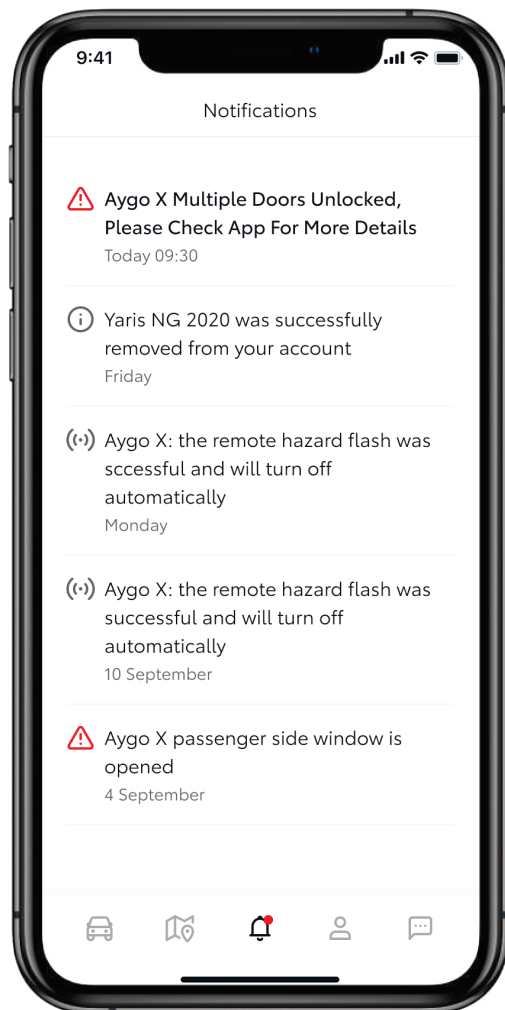 9:41
Notifications
Aygo X Multiple Doors Unlocked,
Please Check App For More Details
Today 09:30
Yaris NG 2020 was successfully
removed from your account
Friday
Aygo X: the remote hazard flash was
sccessful and will turn off
automatically
Monday
Aygo X: the remote hazard flash was
successful and will turn off
automatically
10 September
Aygo X passenger side window is
opened
4 September